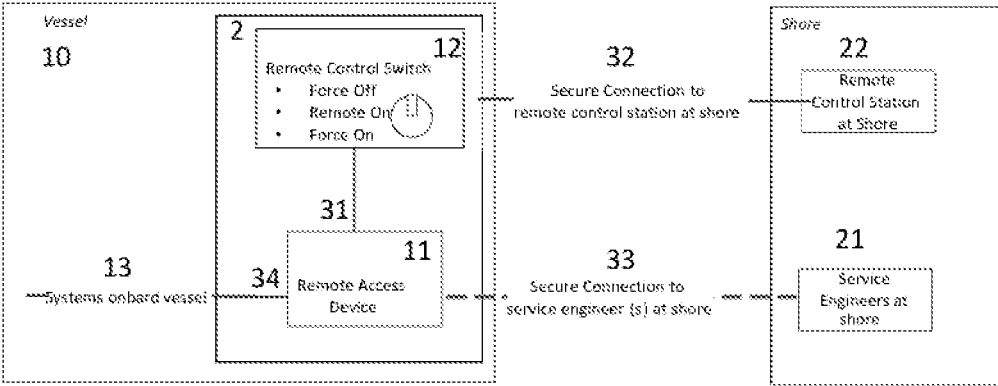 Vessel
10
2
12
Remote Control Switch
• Force Off
• Remote On
• Force On
31
11
Remote Access
Device
13
Systems onbard vessel
34
32
Secure Connection to
remote control station at shore
33
Secure Connection to
service engineer (s) at shore
Shore
22
Remote
Control Station
at Shore
21
Service
Engineers at
shore